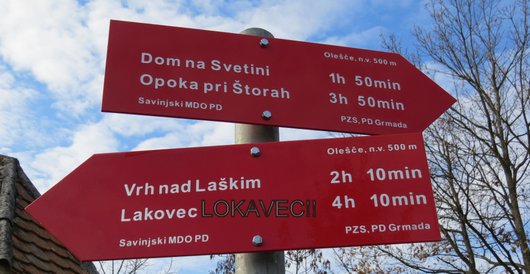 Olešče, n.v. 500 m
Dom na Svetini 1h 50min
Opoka pri Štorah 3h 50min
Savinjski MDO PD PZS, PD Grmada
Olešče, n.v. 500 m
Vrh nad Laškim 2h 10min
Lakovec LOKAVEC!! 4h 10min
Savinjski MDO PD PZS, PD Grmada